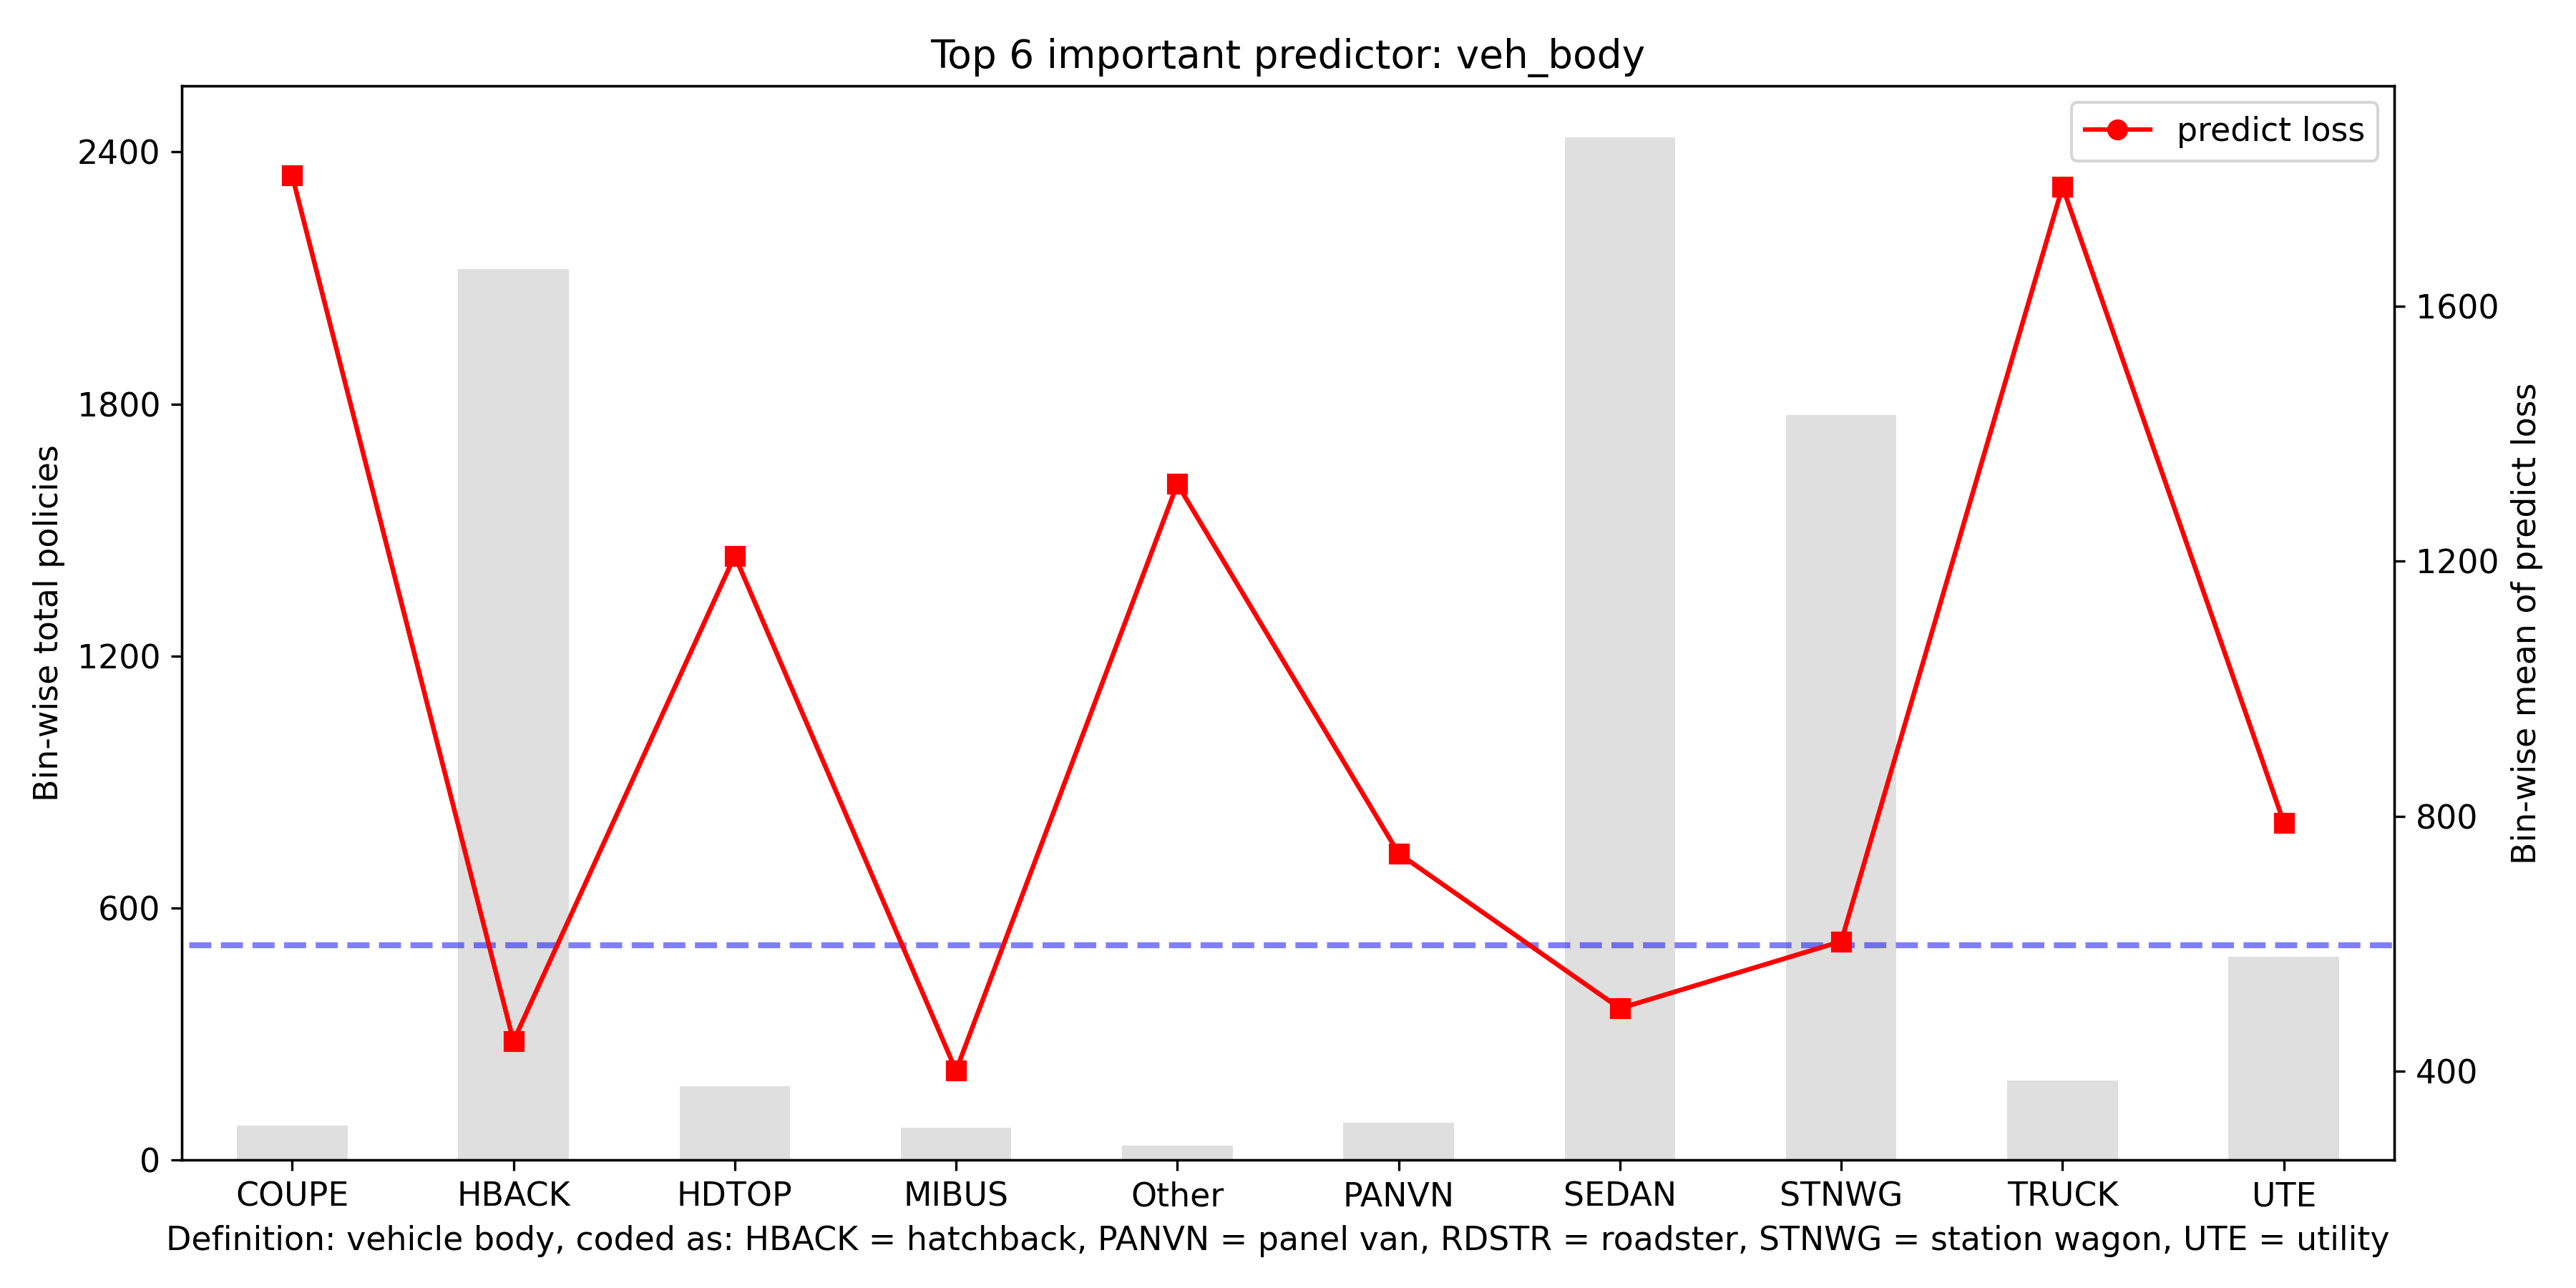 Top 6 important predictor: veh_body
predict loss
2400
1800
1200
600
0
Bin-wise total policies
1600
1200
800
400
Bin-wise mean of predict loss
COUPE HBACK HDTOP MIBUS Other PANVN SEDAN STNWG TRUCK UTE
Definition: vehicle body, coded as: HBACK = hatchback, PANVN = panel van, RDSTR = roadster, STNWG = station wagon, UTE = utility